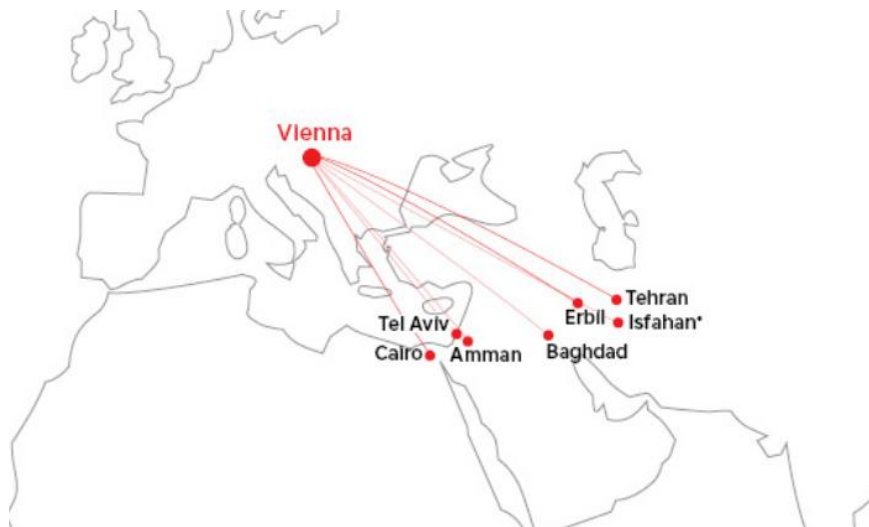 Vienna
Tehran
Erbil
Isfahan*
Tel Aviv
Baghdad
Cairo
Amman